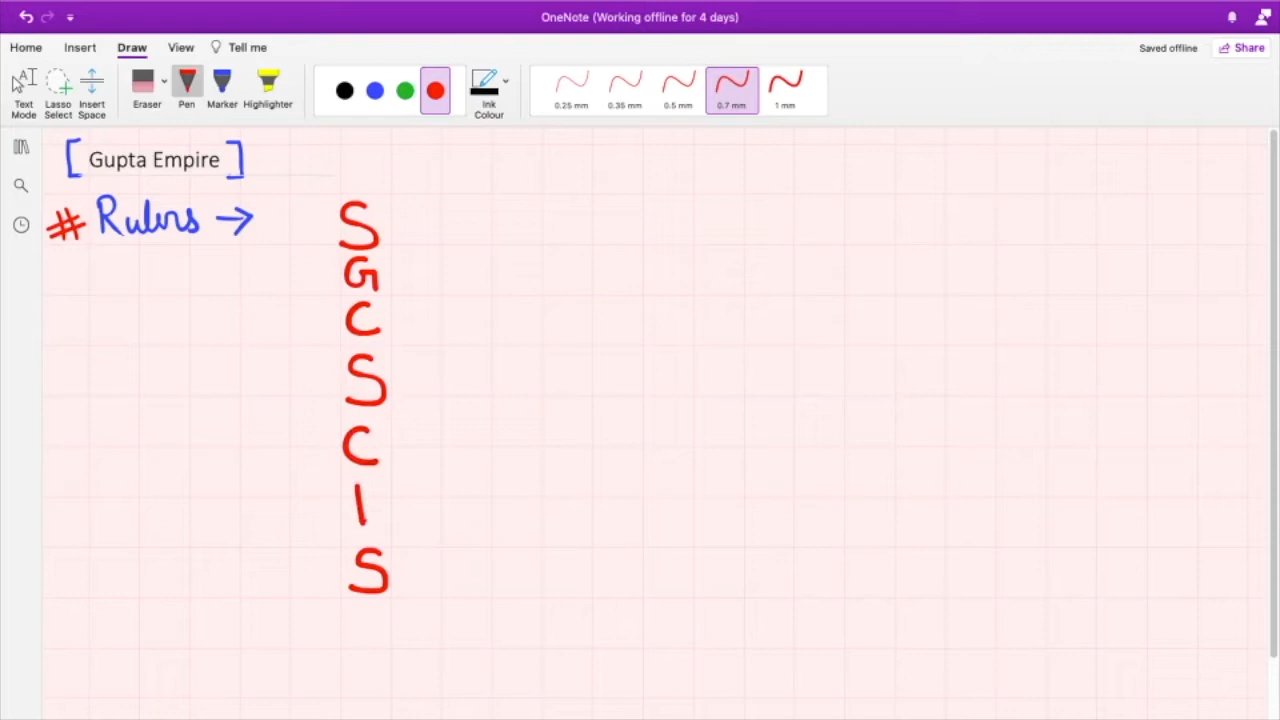 OneNote (Working offline for 4 days)
Home Insert Draw View Tell me
Saved offline Share
Text Mode Lasso Select Insert Space Eraser Pen Marker Highlighter Ink Colour 0.25 mm 0.35 mm 0.5 mm 0.7 mm 1 mm
[ Gupta Empire ]
# Rulers → S
G
C
S
C
I
S